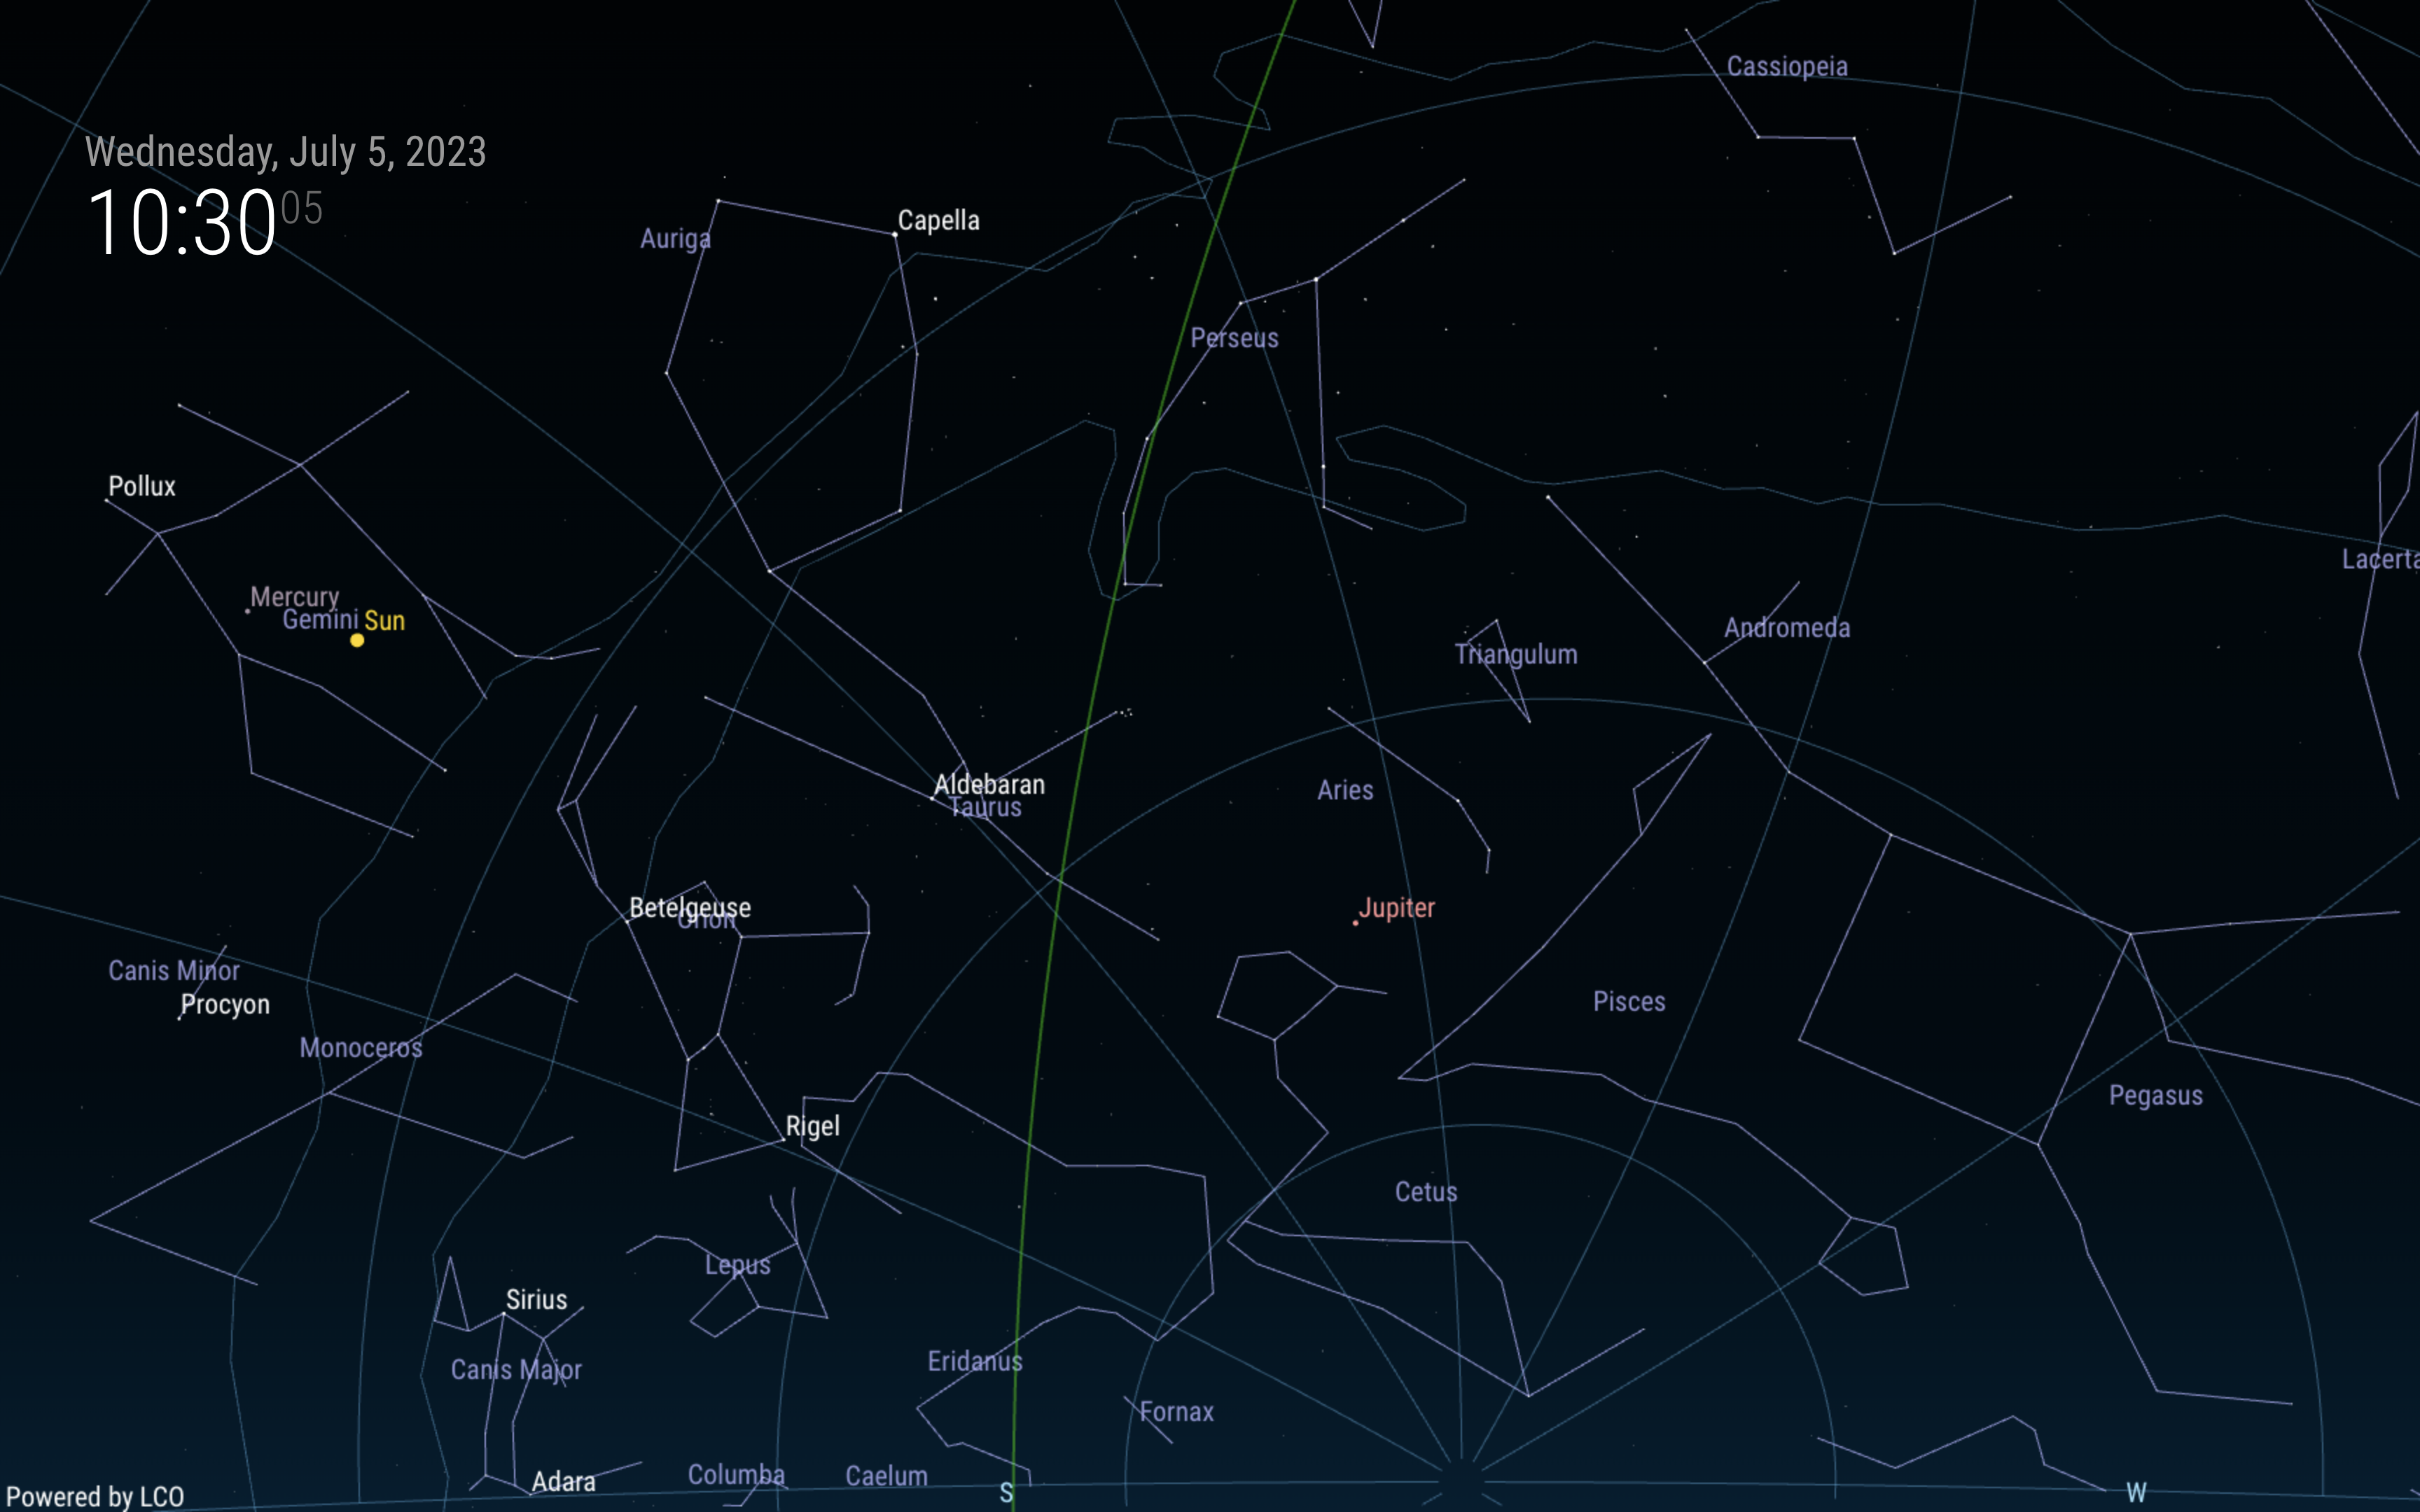 Cassiopeia
Wednesday, July 5, 2023
10:30 05
Capella
Auriga
Perseus
Pollux
Lacerta
Mercury
Gemini
Sun
Andromeda
Triangulum
Aldebaran
Taurus
Aries
Betelgeuse
Orion
Jupiter
Canis Minor
Procyon
Pisces
Monoceros
Pegasus
Rigel
Cetus
Lepus
Sirius
Canis Major
Eridanus
Fornax
Adara
Columba
Caelum
S
W
Powered by LCO